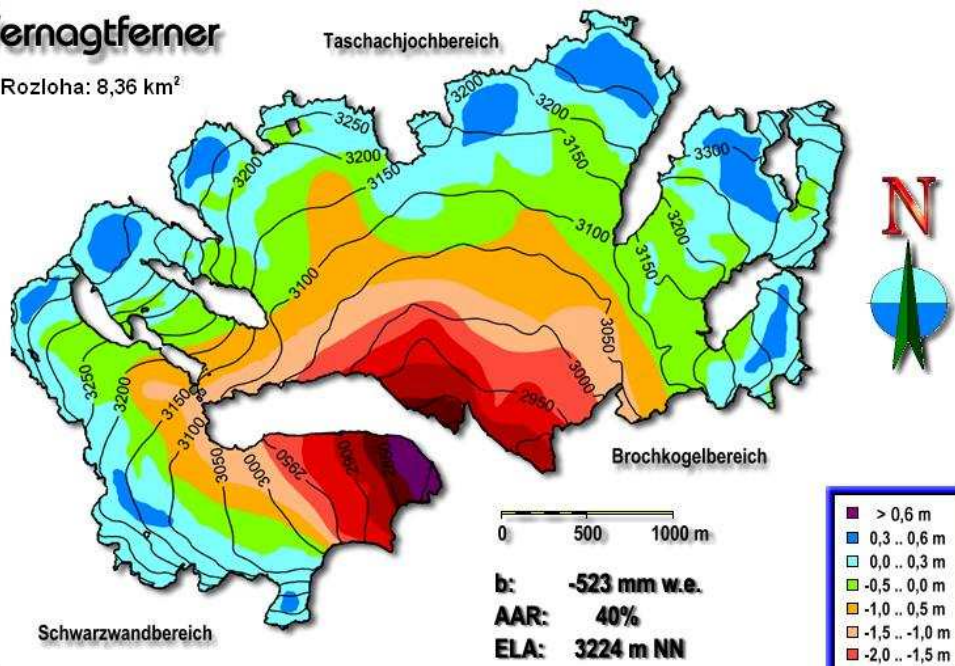 ernagtferner
Rozloha: 8,36 km²
Taschachjochbereich
3200
3250
3200
3200
3150
3300
3200
3200
3150
3150
3100
3200
3150
3100
3050
3250
3200
3150
3100
3000
2950
3050
3000
2950
2900
N
Brochkogelbereich
0 500 1000 m
b: -523 mm w.e.
AAR: 40%
ELA: 3224 m NN
Schwarzwandbereich
> 0,6 m
0,3 .. 0,6 m
0,0 .. 0,3 m
-0,5 .. 0,0 m
-1,0 .. 0,5 m
-1,5 .. -1,0 m
-2,0 .. -1,5 m